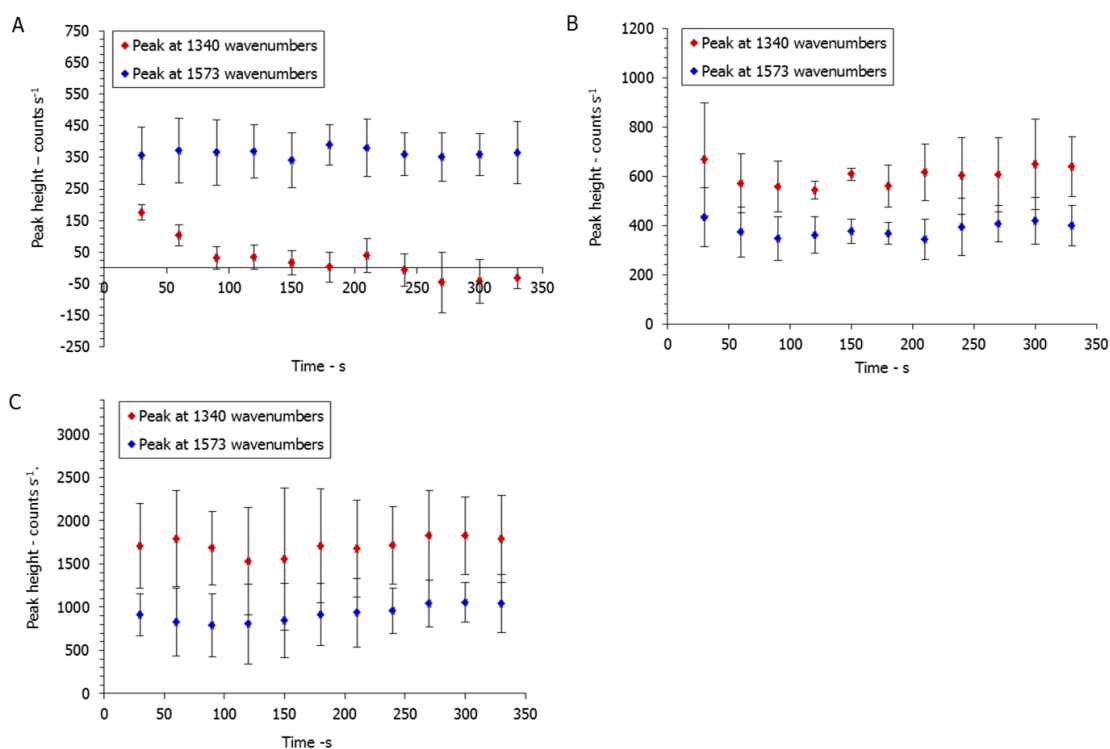 A
Peak height – counts s⁻¹
750
650
550
450
350
250
150
50
-50
-150
-250
Peak at 1340 wavenumbers
Peak at 1573 wavenumbers
0 50 100 150 200 250 300 350
Time - s
B
Peak height - counts s⁻¹
1200
1000
800
600
400
200
0
Peak at 1340 wavenumbers
Peak at 1573 wavenumbers
0 50 100 150 200 250 300 350
Time - s
C
Peak height - counts s⁻¹.
3000
2500
2000
1500
1000
500
0
Peak at 1340 wavenumbers
Peak at 1573 wavenumbers
0 50 100 150 200 250 300 350
Time -s